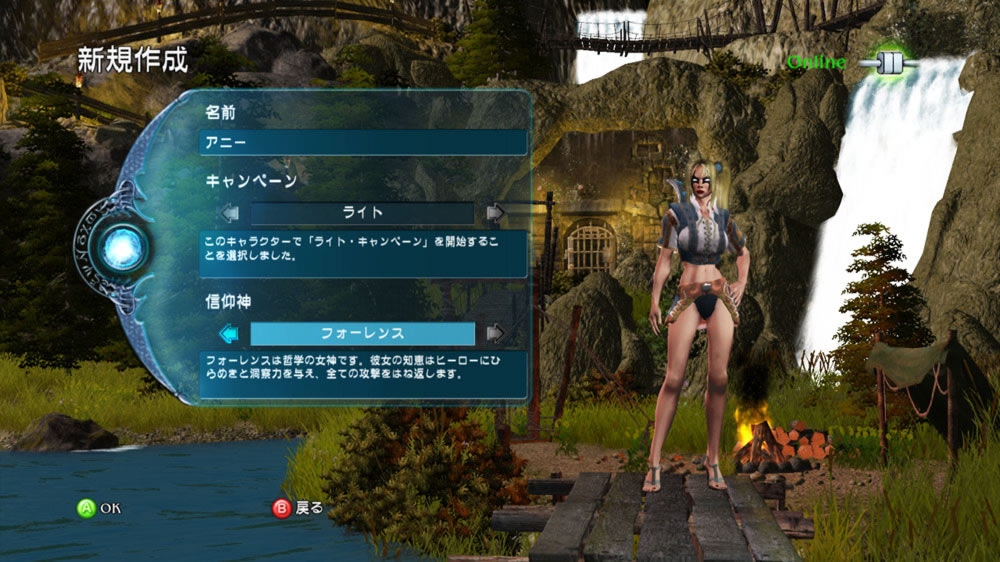 新規作成
Online
名前
アニー
キャンペーン
ライト
このキャラクターで「ライト・キャンペーン」を開始するこ
とを選択しました。
信仰神
フォーレンス
フォーレンスは哲学の女神です。彼女の知恵はヒーローにひ
らめきと洞察力を与え、全ての攻撃をはね返します。
A OK
B 戻る